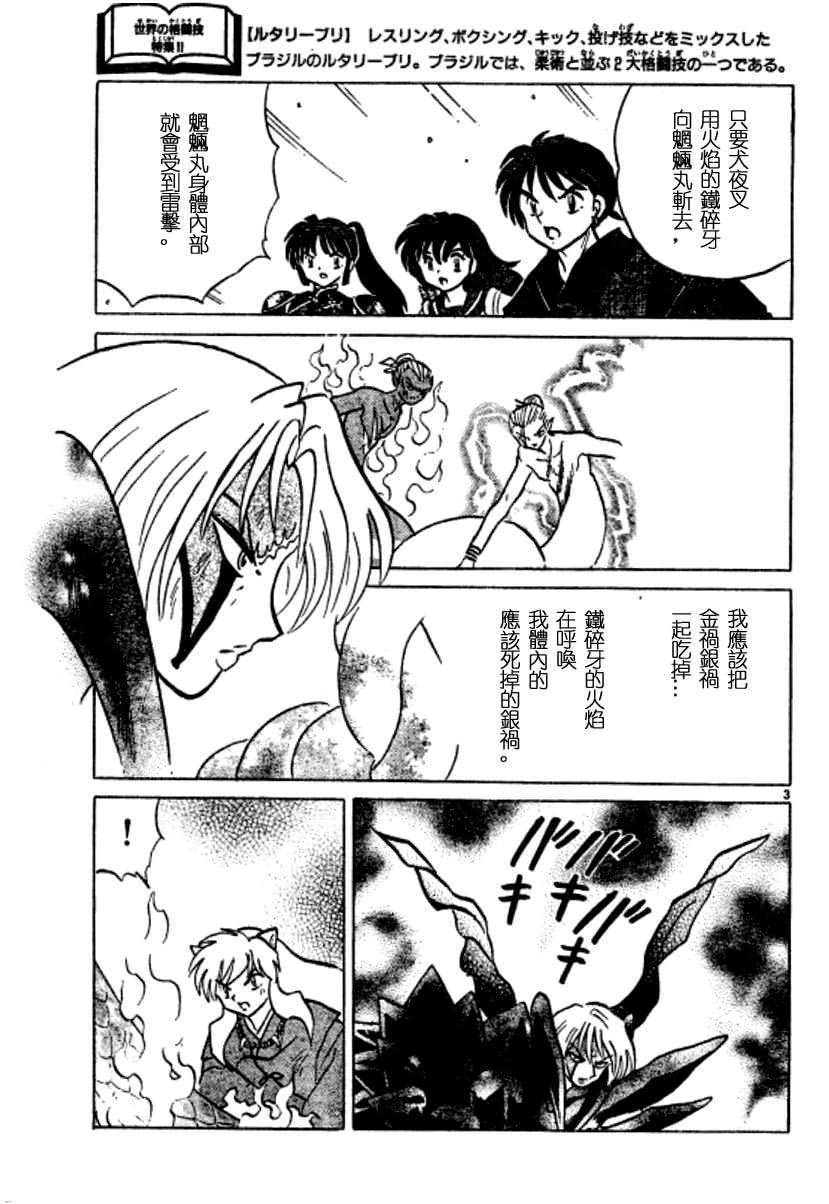 世界の格闘技
特集!!
【ルタリーブリ】 レスリング、ボクシング、キック、投げ技などをミックスした
ブラジルのルタリーブリ。ブラジルでは、柔術と並ぶ2大格闘技の一つである。
只要犬夜叉
用火焰的鐵碎牙
向魍魎丸斬去，
魍魎丸身體內部
就會受到雷擊。
我應該把
金禍銀禍
一起吃掉…
鐵碎牙的火焰
在呼喚
我體內的
應該死掉的銀禍。
3
バキ
バキ
バキ
！